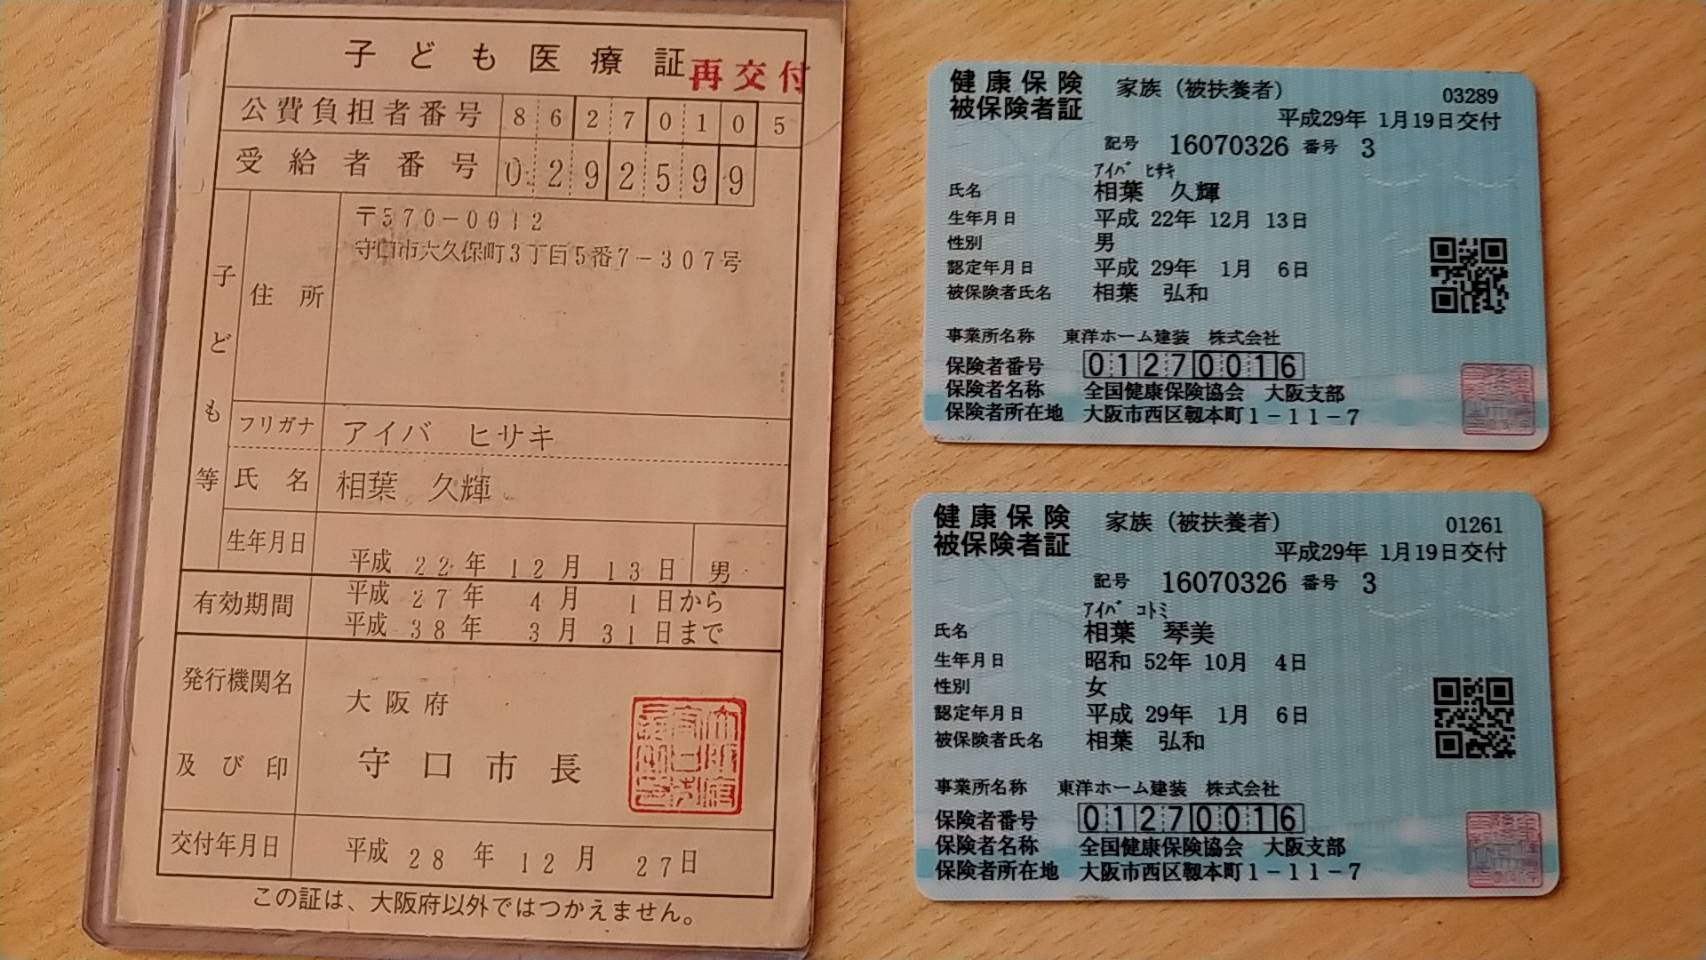 子ども医療証 再交付
公費負担者番号 86270105
受給者番号 0292599
子ども等
住所
〒570-0012
守口市大久保町3丁目5番7-307号
フリガナ アイバ ヒサキ
氏名 相葉 久輝
生年月日 平成 22年 12月 13日 男
有効期間 平成 27年 4月 1日から
平成 38年 3月 31日まで
発行機関名及び印
大阪府
守口市長
交付年月日 平成 28年 12月 27日
この証は、大阪府以外ではつかえません。
健康保険被保険者証 家族（被扶養者） 03289
平成29年 1月19日交付
記号 16070326 番号 3
アイバ ヒサキ
氏名 相葉 久輝
生年月日 平成 22年 12月 13日
性別 男
認定年月日 平成 29年 1月 6日
被保険者氏名 相葉 弘和
事業所名称 東洋ホーム建装 株式会社
保険者番号 01270016
保険者名称 全国健康保険協会 大阪支部
保険者所在地 大阪市西区靱本町1-11-7
健康保険被保険者証 家族（被扶養者） 01261
平成29年 1月19日交付
記号 16070326 番号 3
アイバ コトミ
氏名 相葉 琴美
生年月日 昭和 52年 10月 4日
性別 女
認定年月日 平成 29年 1月 6日
被保険者氏名 相葉 弘和
事業所名称 東洋ホーム建装 株式会社
保険者番号 01270016
保険者名称 全国健康保険協会 大阪支部
保険者所在地 大阪市西区靱本町1-11-7